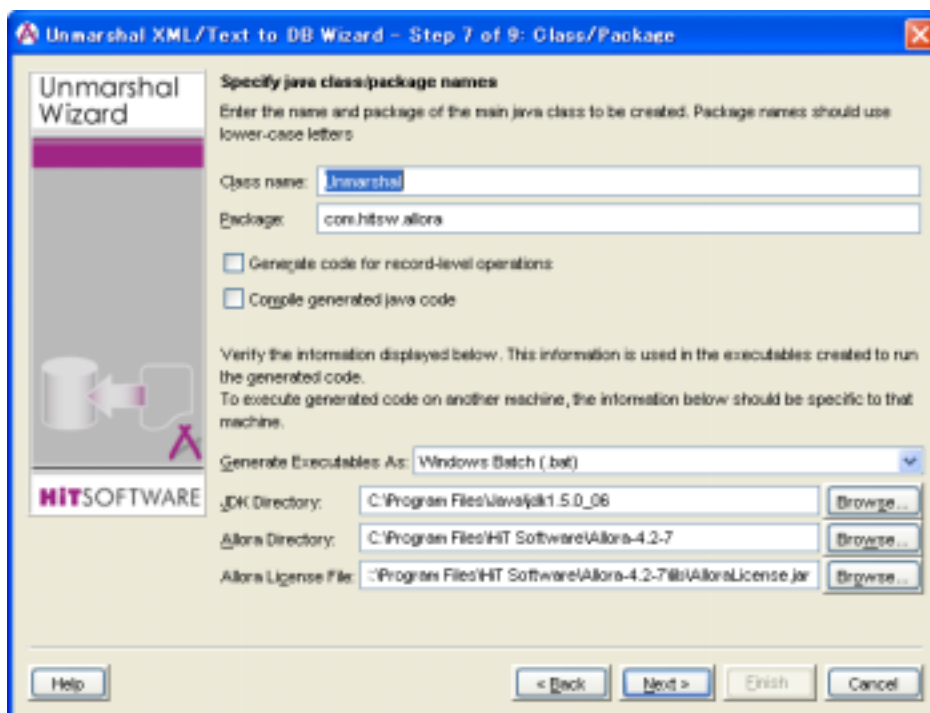 Unmarshal XML/Text to DB Wizard - Step 7 of 9: Class/Package
Unmarshal
Wizard
HiTSOFTWARE
Specify java class/package names
Enter the name and package of the main java class to be created. Package names should use
lower-case letters
Class name: Unmarshal
Package: com.hitsw.allora
Generate code for record-level operations
Compile generated java code
Verify the information displayed below. This information is used in the executables created to run
the generated code.
To execute generated code on another machine, the information below should be specific to that
machine.
Generate Executables As: Windows Batch (.bat)
JDK Directory: C:\Program Files\Java\jdk1.5.0_06 Browse...
Allora Directory: C:\Program Files\HiT Software\Allora-4.2-7 Browse...
Allora License File: :\Program Files\HiT Software\Allora-4.2-7\lib\AlloraLicense.jar Browse...
Help < Back Next > Finish Cancel